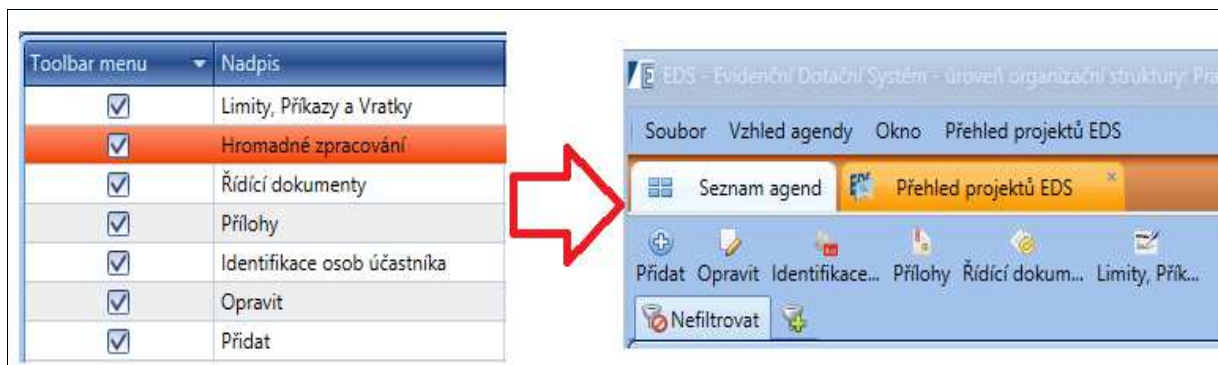 Toolbar menu Nadpis
Limity, Příkazy a Vratky
Hromadné zpracování
Řídící dokumenty
Přílohy
Identifikace osob účastníka
Opravit
Přidat
EDS - Evidenční Dotační Systém - úroveň organizační struktury: Pra
Soubor Vzhled agendy Okno Přehled projektů EDS
Seznam agend Přehled projektů EDS
Přidat Opravit Identifikace... Přílohy Řídící dokum... Limity, Přík...
Nefiltrovat